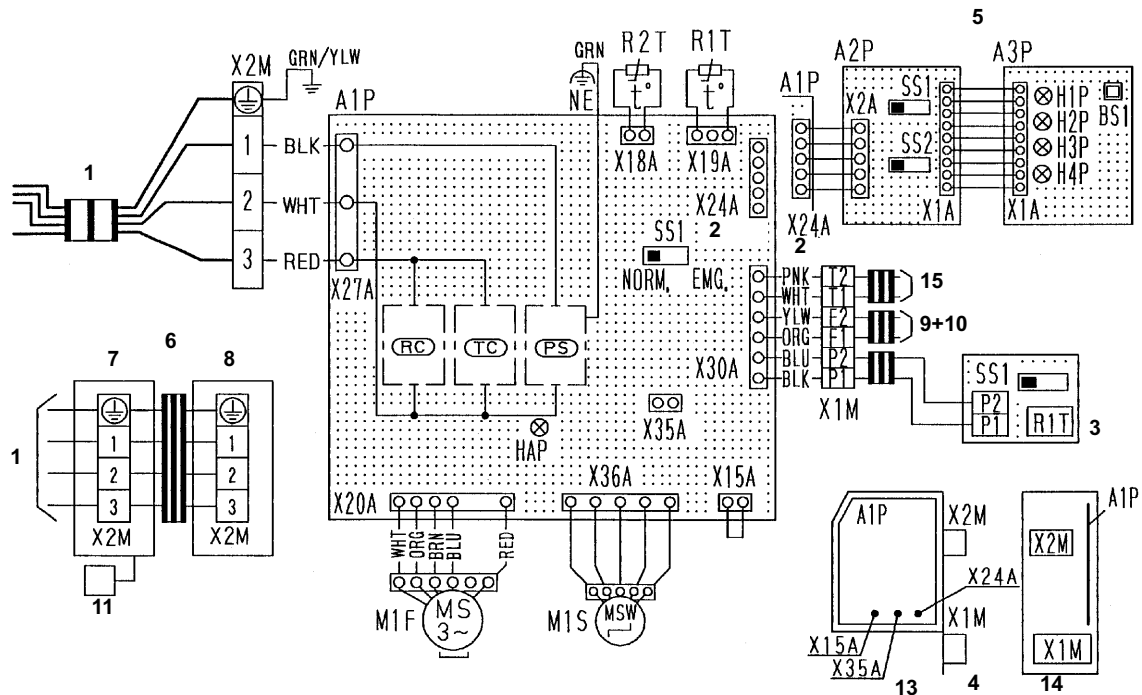 5
X2M
GRN/YLW
GRN
R2T
R1T
A2P
A3P
A1P
NE
A1P
SS1
H1P
BS1
X2A
H2P
SS2
H3P
H4P
1
BLK
X18A
X19A
1
2
WHT
X24A
X24A
X1A
X1A
2
2
3
RED
SS1
X27A
NORM.
EMG.
PNK
T2
15
WHT
T1
YLW
F2
9+10
ORG
F1
RC
TC
PS
X30A
BLU
P2
BLK
P1
6
7
8
X1M
SS1
P2
P1
R1T
3
X35A
HAP
1
1
1
2
2
3
3
X2M
X2M
X20A
X36A
X15A
11
WHT
ORG
BRN
BLU
RED
M1F
MS
3~
M1S
MSW
A1P
X2M
A1P
X2M
X24A
X1M
X15A
X35A
X1M
13
4
14
t°
t°